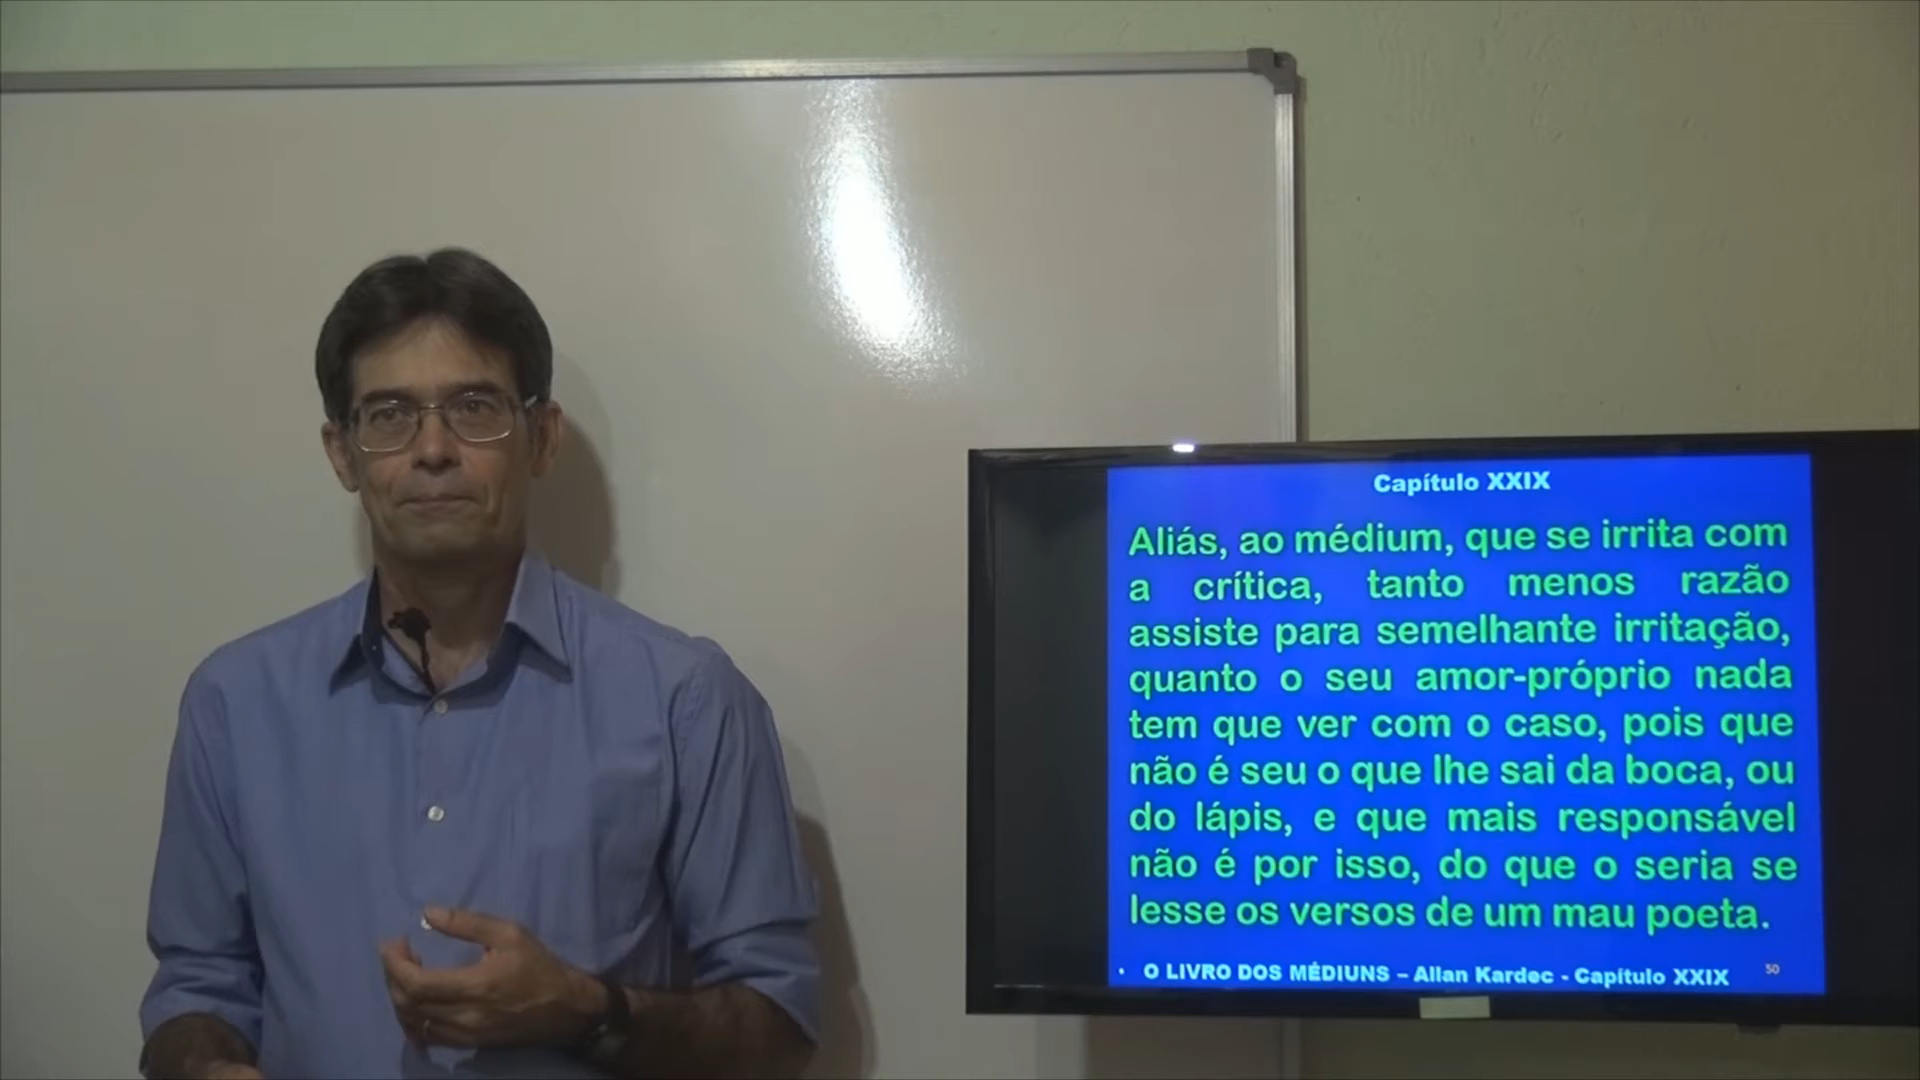 Capítulo XXIX
Aliás, ao médium, que se irrita com
a crítica, tanto menos razão
assiste para semelhante irritação,
quanto o seu amor-próprio nada
tem que ver com o caso, pois que
não é seu o que lhe sai da boca, ou
do lápis, e que mais responsável
não é por isso, do que o seria se
lesse os versos de um mau poeta.
• O LIVRO DOS MÉDIUNS – Allan Kardec - Capítulo XXIX
50